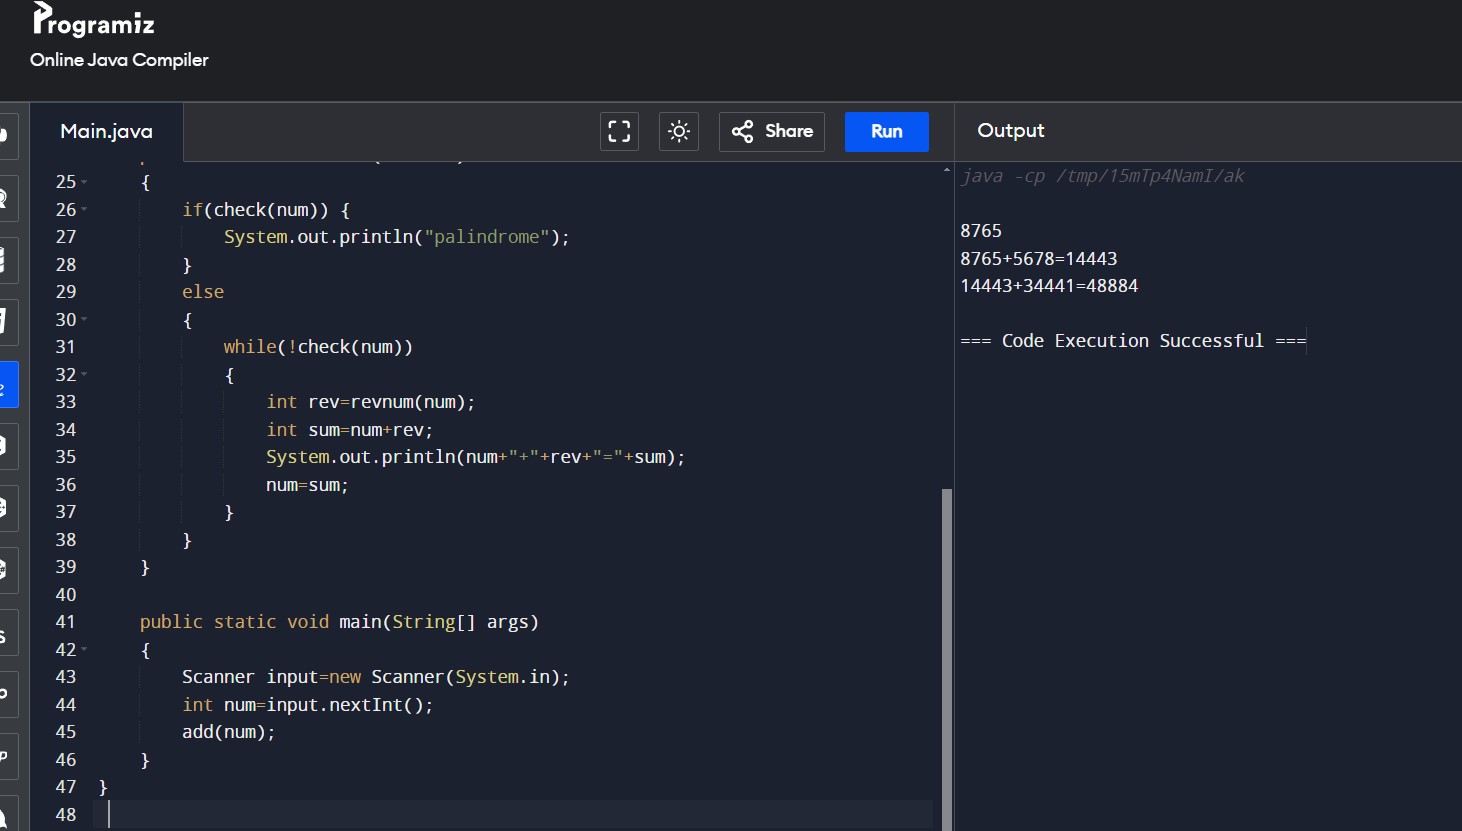 Programiz
Online Java Compiler
Main.java
Share
Run
Output
25 {
26 if(check(num)) {
27 System.out.println("palindrome");
28 }
29 else
30 {
31 while(!check(num))
32 {
33 int rev=revnum(num);
34 int sum=num+rev;
35 System.out.println(num+"+"+rev+"="+sum);
36 num=sum;
37 }
38 }
39 }
40
41 public static void main(String[] args)
42 {
43 Scanner input=new Scanner(System.in);
44 int num=input.nextInt();
45 add(num);
46 }
47 }
48
java -cp /tmp/15mTp4NamI/ak
8765
8765+5678=14443
14443+34441=48884
=== Code Execution Successful ===